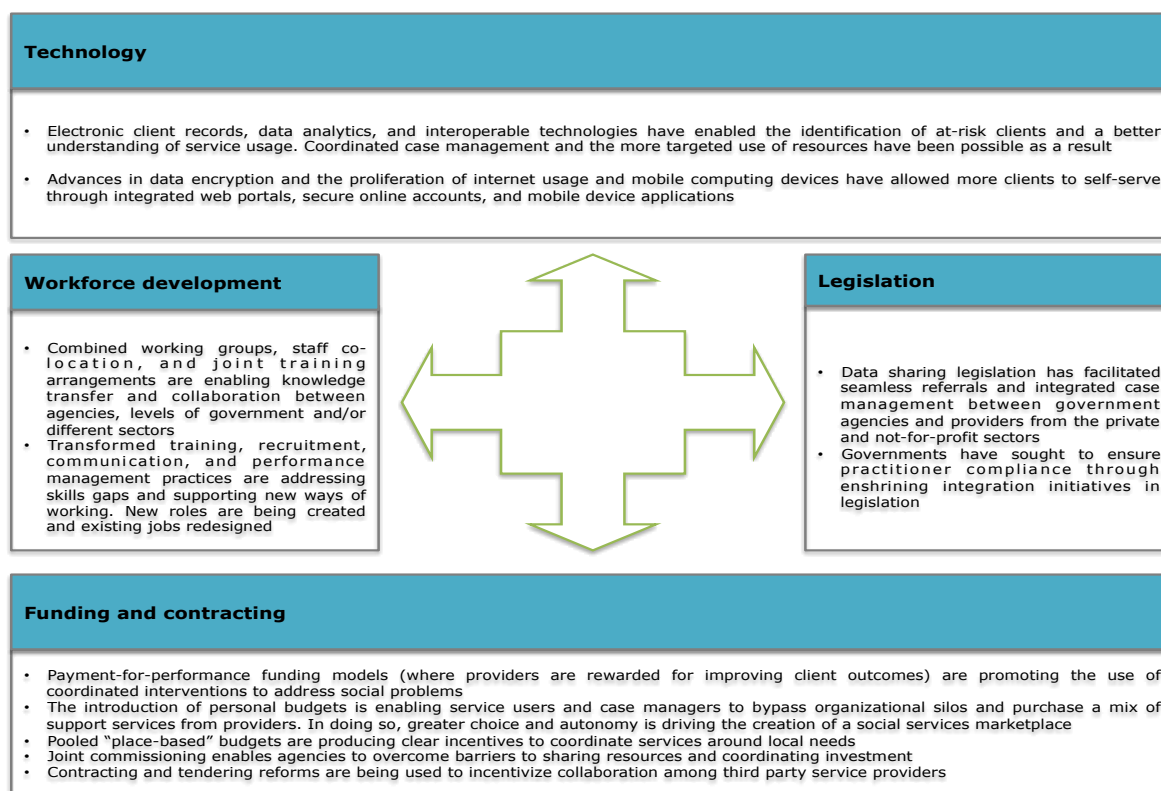 Technology
• Electronic client records, data analytics, and interoperable technologies have enabled the identification of at-risk clients and a better
understanding of service usage. Coordinated case management and the more targeted use of resources have been possible as a result
• Advances in data encryption and the proliferation of internet usage and mobile computing devices have allowed more clients to self-serve
through integrated web portals, secure online accounts, and mobile device applications
Workforce development
• Combined working groups, staff co-
location, and joint training
arrangements are enabling knowledge
transfer and collaboration between
agencies, levels of government and/or
different sectors
• Transformed training, recruitment,
communication, and performance
management practices are addressing
skills gaps and supporting new ways of
working. New roles are being created
and existing jobs redesigned
Legislation
• Data sharing legislation has facilitated
seamless referrals and integrated case
management between government
agencies and providers from the private
and not-for-profit sectors
• Governments have sought to ensure
practitioner compliance through
enshrining integration initiatives in
legislation
Funding and contracting
• Payment-for-performance funding models (where providers are rewarded for improving client outcomes) are promoting the use of
coordinated interventions to address social problems
• The introduction of personal budgets is enabling service users and case managers to bypass organizational silos and purchase a mix of
support services from providers. In doing so, greater choice and autonomy is driving the creation of a social services marketplace
• Pooled “place-based” budgets are producing clear incentives to coordinate services around local needs
• Joint commissioning enables agencies to overcome barriers to sharing resources and coordinating investment
• Contracting and tendering reforms are being used to incentivize collaboration among third party service providers